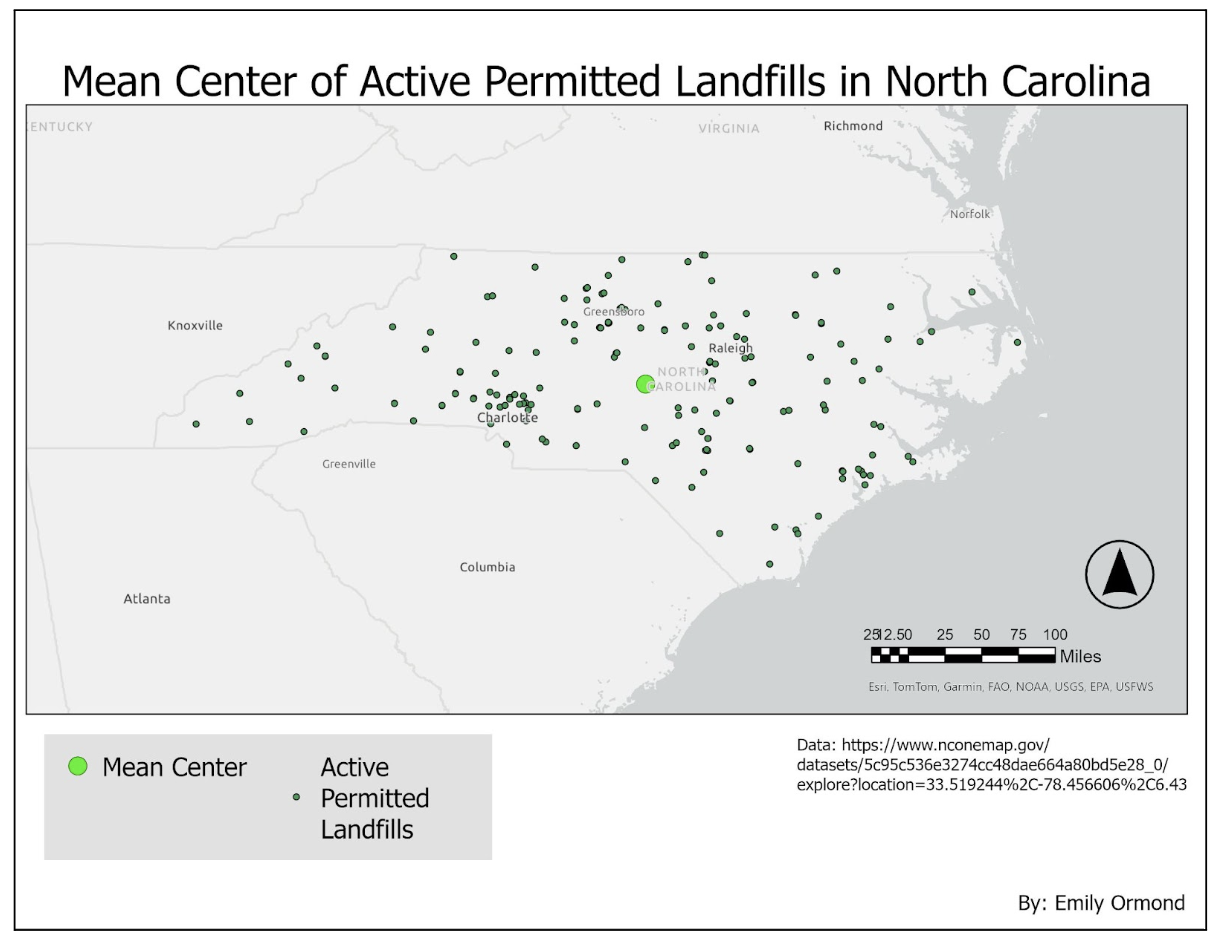 Mean Center of Active Permitted Landfills in North Carolina
KENTUCKY
VIRGINIA
Richmond
Norfolk
Knoxville
Greensboro
Raleigh
NORTH
CAROLINA
Charlotte
Greenville
Columbia
Atlanta
2512.50 25 50 75 100
Miles
Esri, TomTom, Garmin, FAO, NOAA, USGS, EPA, USFWS
Mean Center
Active
Permitted
Landfills
Data: https://www.nconemap.gov/
datasets/5c95c536e3274cc48dae664a80bd5e28_0/
explore?location=33.519244%2C-78.456606%2C6.43
By: Emily Ormond